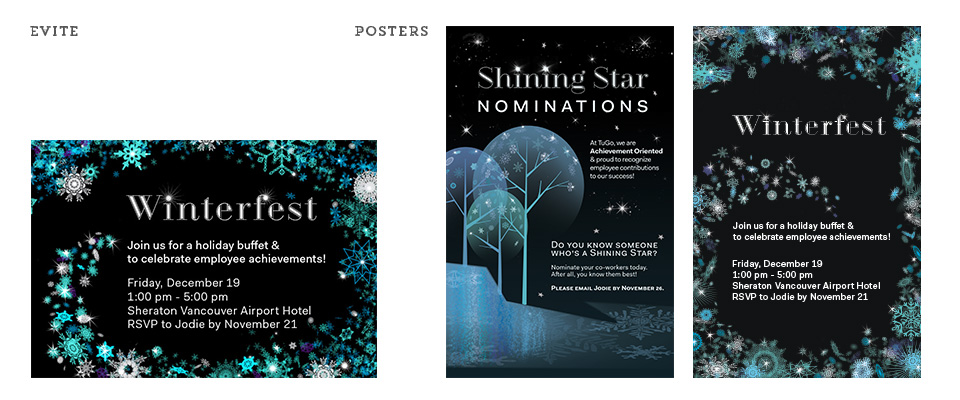 EVITE
POSTERS
Winterfest
Join us for a holiday buffet &
to celebrate employee achievements!
Friday, December 19
1:00 pm - 5:00 pm
Sheraton Vancouver Airport Hotel
RSVP to Jodie by November 21
Shining Star
NOMINATIONS
At TuGo, we are
Achievement Oriented
& proud to recognize
employee contributions
to our success!
DO YOU KNOW SOMEONE
WHO'S A SHINING STAR?
Nominate your co-workers today.
After all, you know them best!
PLEASE EMAIL JODIE BY NOVEMBER 26.
Winterfest
Join us for a holiday buffet &
to celebrate employee achievements!
Friday, December 19
1:00 pm - 5:00 pm
Sheraton Vancouver Airport Hotel
RSVP to Jodie by November 21